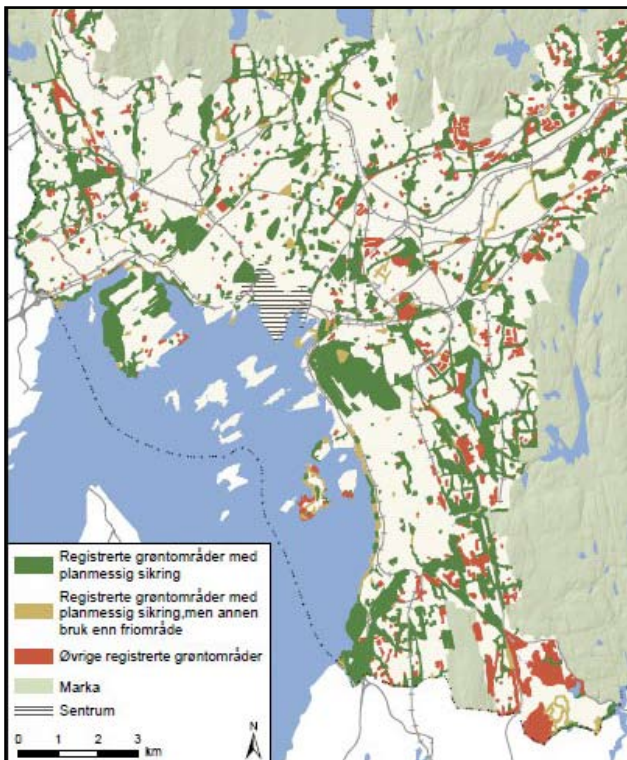 Registrerte grøntområder med
planmessig sikring
Registrerte grøntområder med
planmessig sikring,men annen
bruk enn friområde
Øvrige registrerte grøntområder
Marka
Sentrum
0 1 2 3
km
N